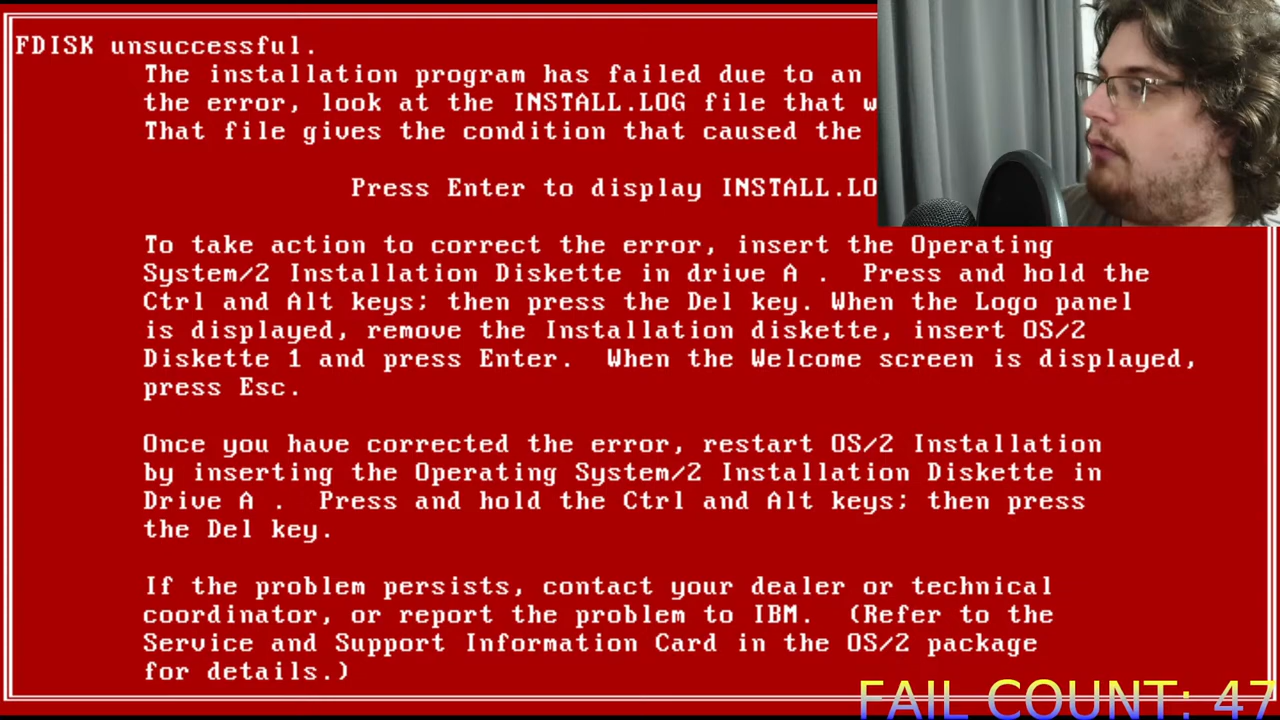 FDISK unsuccessful.
The installation program has failed due to an
the error, look at the INSTALL.LOG file that
That file gives the condition that caused the
Press Enter to display
To take action to correct the error, insert the Operating
System/2 Installation Diskette in drive A .  Press and hold the
Ctrl and Alt keys; then press the Del key. When the Logo panel
is displayed, remove the Installation diskette, insert OS/2
Diskette 1 and press Enter.  When the Welcome screen is displayed,
press Esc.
Once you have corrected the error, restart OS/2 Installation
by inserting the Operating System/2 Installation Diskette in
Drive A .  Press and hold the Ctrl and Alt keys; then press
the Del key.
If the problem persists, contact your dealer or technical
coordinator, or report the problem to IBM.  (Refer to the
Service and Support Information Card in the OS/2 package
for details.)
FAIL COUNT: 47